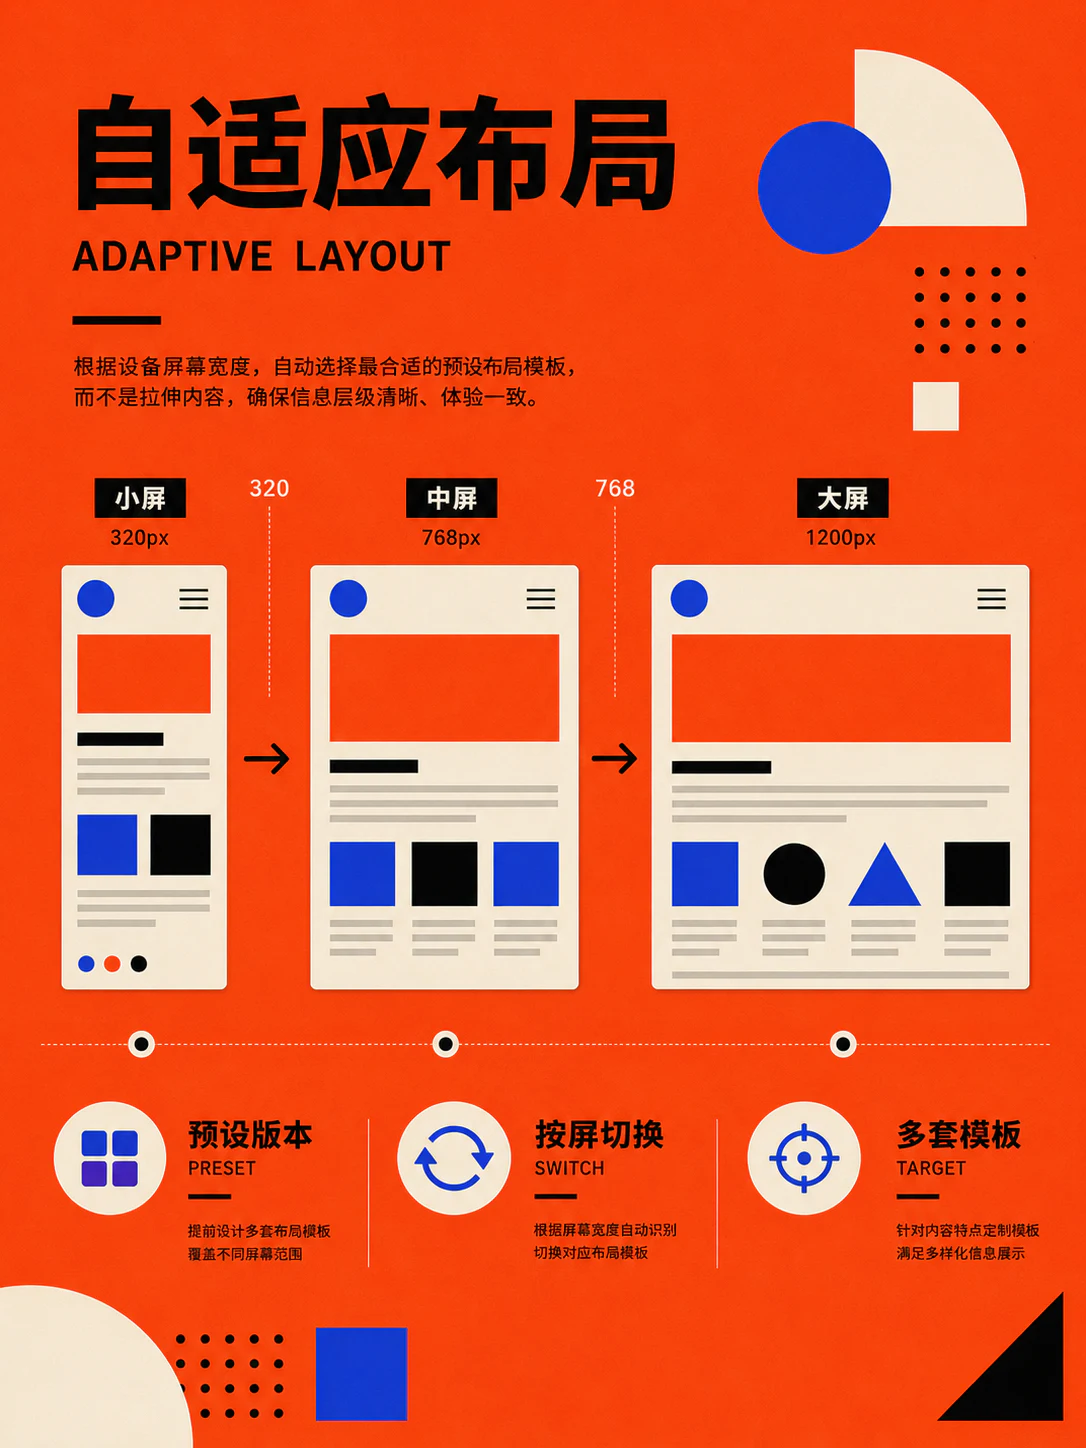 自适应布局
ADAPTIVE LAYOUT
根据设备屏幕宽度，自动选择最合适的预设布局模板，
而不是拉伸内容，确保信息层级清晰、体验一致。
小屏
320px
320
中屏
768px
768
大屏
1200px
预设版本
PRESET
提前设计多套布局模板
覆盖不同屏幕范围
按屏切换
SWITCH
根据屏幕宽度自动识别
切换对应布局模板
多套模板
TARGET
针对内容特点定制模板
满足多样化信息展示